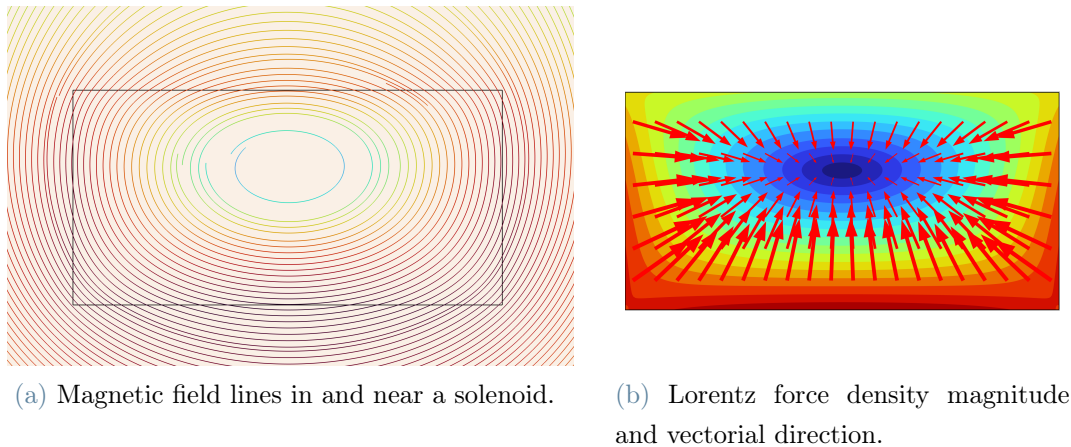 (a) Magnetic field lines in and near a solenoid.
(b) Lorentz force density magnitude
and vectorial direction.